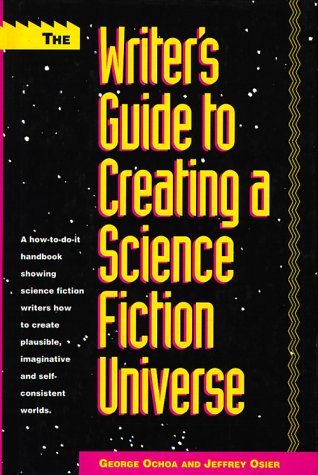 THE
Writer's
Guide to
Creating a
Science
Fiction
Universe
A how-to-do-it
handbook
showing
science fiction
writers how
to create
plausible,
imaginative
and self-
consistent
worlds.
GEORGE OCHOA AND JEFFREY OSIER